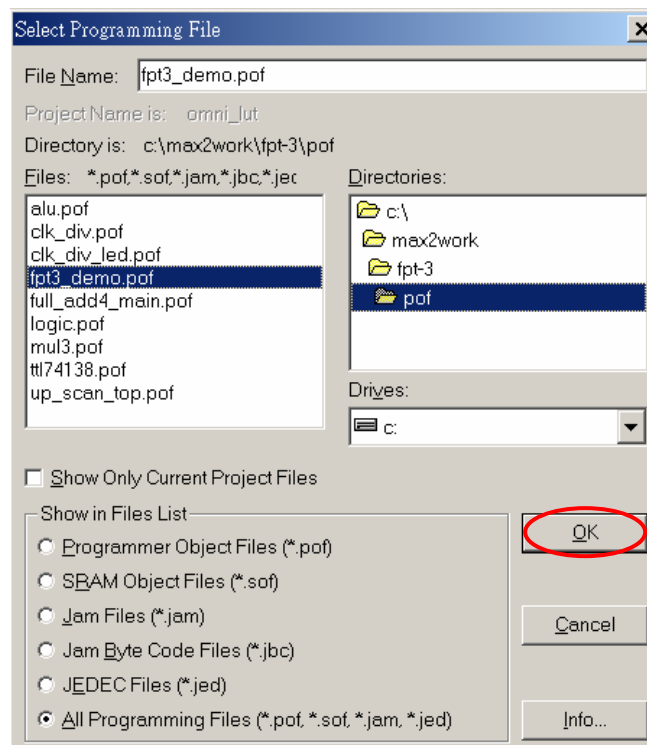 Select Programming File
File Name: fpt3_demo.pof
Project Name is: omni_lut
Directory is: c:\max2work\fpt-3\pof
Files: *.pof,*.sof,*.jam,*.jbc,*.jec
alu.pof
clk_div.pof
clk_div_led.pof
fpt3_demo.pof
full_add4_main.pof
logic.pof
mul3.pof
ttl74138.pof
up_scan_top.pof
Directories:
c:\
max2work
fpt-3
pof
Drives:
c:
Show Only Current Project Files
Show in Files List
Programmer Object Files (*.pof)
SRAM Object Files (*.sof)
Jam Files (*.jam)
Jam Byte Code Files (*.jbc)
JEDEC Files (*.jed)
All Programming Files (*.pof, *.sof, *.jam, *.jed)
OK
Cancel
Info...